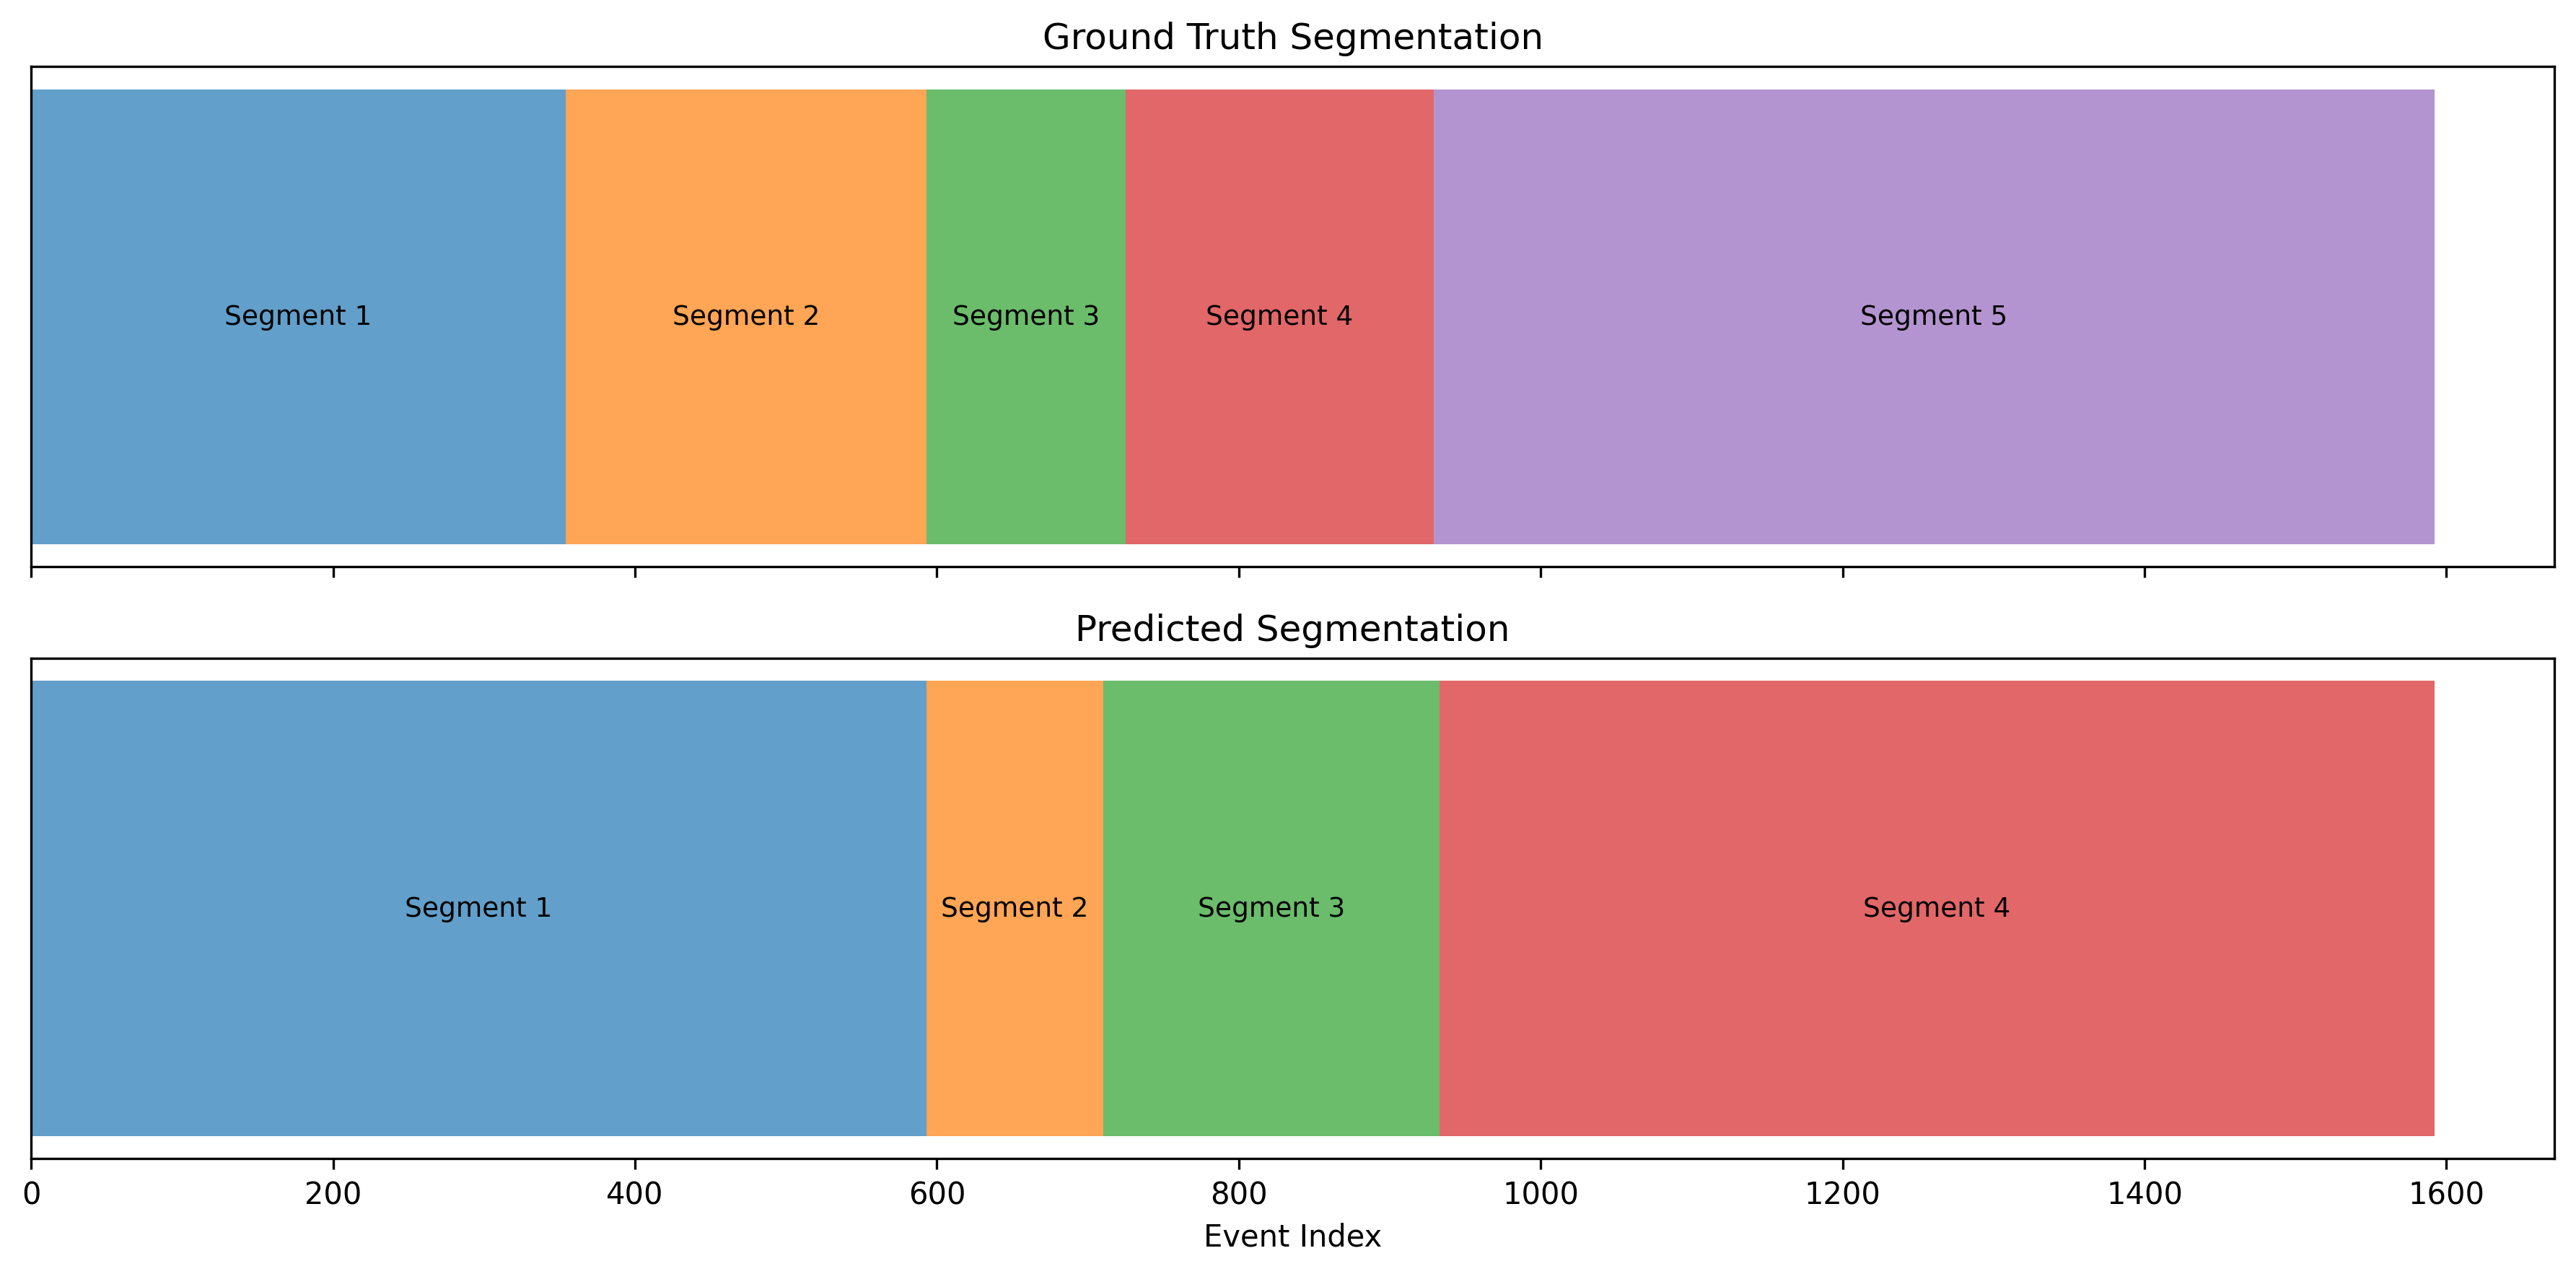 Ground Truth Segmentation
Segment 1 Segment 2 Segment 3 Segment 4 Segment 5
Predicted Segmentation
Segment 1 Segment 2 Segment 3 Segment 4
0 200 400 600 800 1000 1200 1400 1600
Event Index